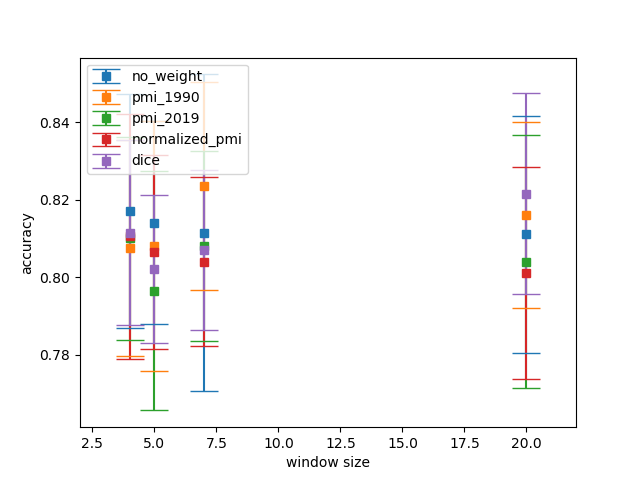 no_weight
pmi_1990
pmi_2019
normalized_pmi
dice
0.84
0.82
0.80
0.78
accuracy
2.5 5.0 7.5 10.0 12.5 15.0 17.5 20.0
window size